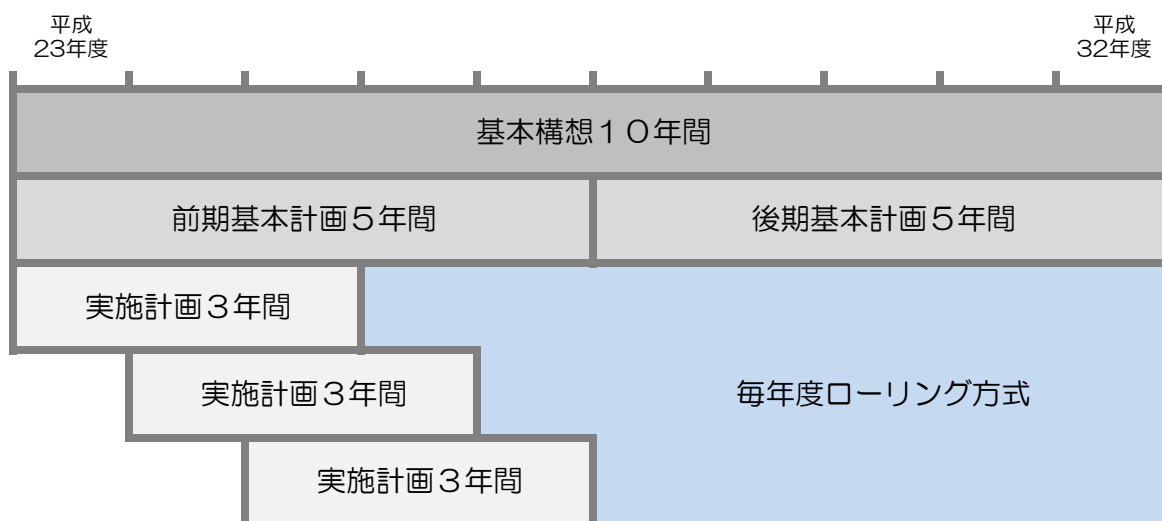 平成
23年度
平成
32年度
基本構想１０年間
前期基本計画５年間
後期基本計画５年間
実施計画３年間
実施計画３年間
毎年度ローリング方式
実施計画３年間